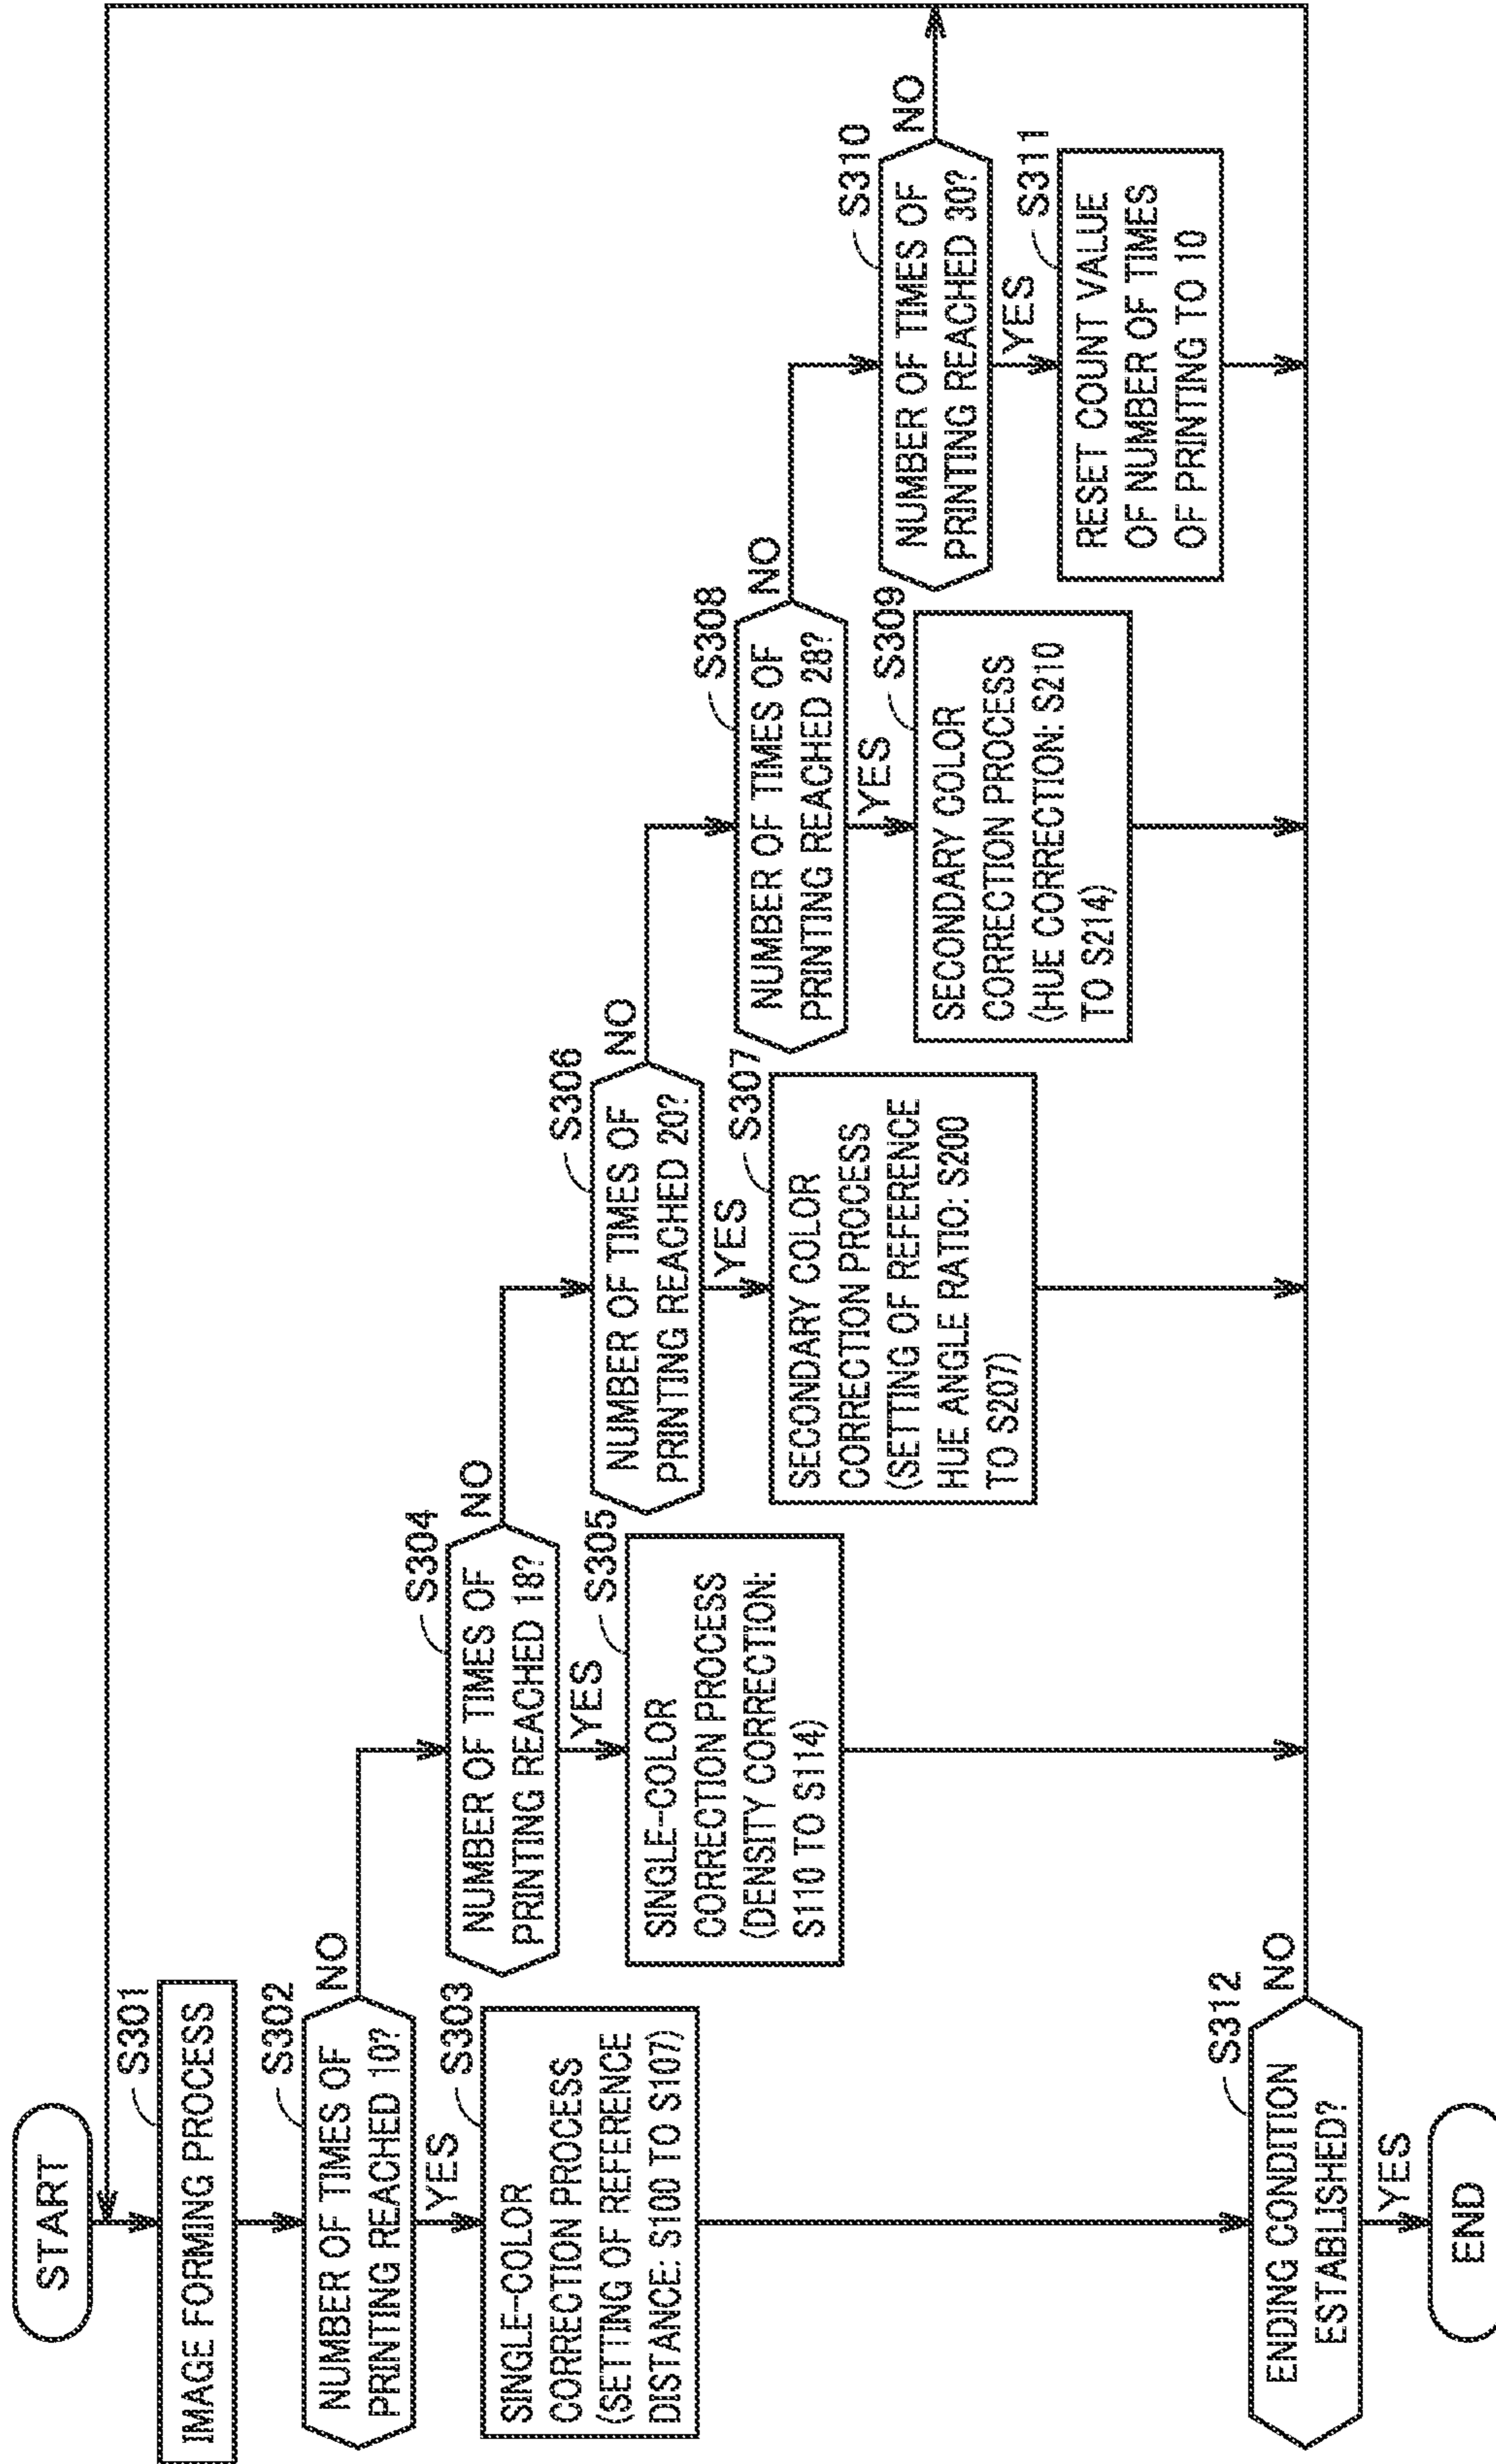 START
S301
IMAGE FORMING PROCESS
S302
NUMBER OF TIMES OF
PRINTING REACHED 10?
NO
YES
S303
SINGLE-COLOR
CORRECTION PROCESS
(SETTING OF REFERENCE
DISTANCE: S100 TO S107)
S304
NUMBER OF TIMES OF
PRINTING REACHED 18?
NO
YES
S305
SINGLE-COLOR
CORRECTION PROCESS
(DENSITY CORRECTION:
S110 TO S114)
S306
NUMBER OF TIMES OF
PRINTING REACHED 20?
NO
YES
S307
SECONDARY COLOR
CORRECTION PROCESS
(SETTING OF REFERENCE
HUE ANGLE RATIO: S200
TO S207)
S308
NUMBER OF TIMES OF
PRINTING REACHED 28?
NO
YES
S309
SECONDARY COLOR
CORRECTION PROCESS
(HUE CORRECTION: S210
TO S214)
S310
NUMBER OF TIMES OF
PRINTING REACHED 30?
NO
YES
S311
RESET COUNT VALUE
OF NUMBER OF TIMES
OF PRINTING TO 10
S312
ENDING CONDITION
ESTABLISHED?
NO
YES
END